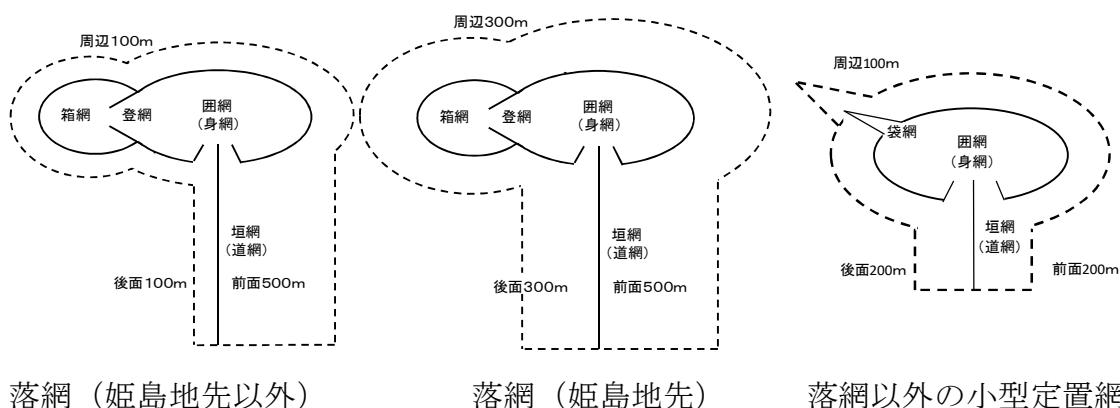 周辺100m
箱網
登網
囲網
(身網)
垣網
(道網)
後面100m
前面500m
落網（姫島地先以外）
周辺300m
箱網
登網
囲網
(身網)
垣網
(道網)
後面300m
前面500m
落網（姫島地先）
周辺100m
袋網
囲網
(身網)
垣網
(道網)
後面200m
前面200m
落網以外の小型定置網